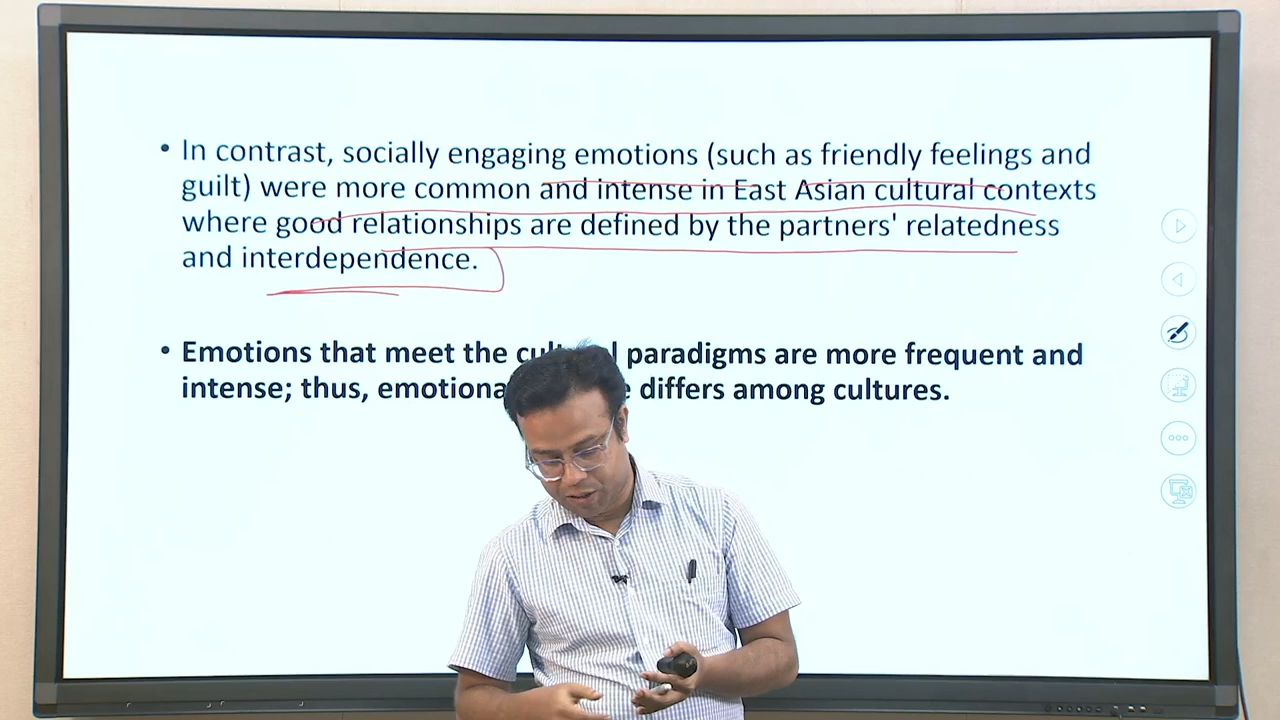 • In contrast, socially engaging emotions (such as friendly feelings and
guilt) were more common and intense in East Asian cultural contexts
where good relationships are defined by the partners' relatedness
and interdependence.
• Emotions that meet the paradigms are more frequent and
intense; thus, differs among cultures.